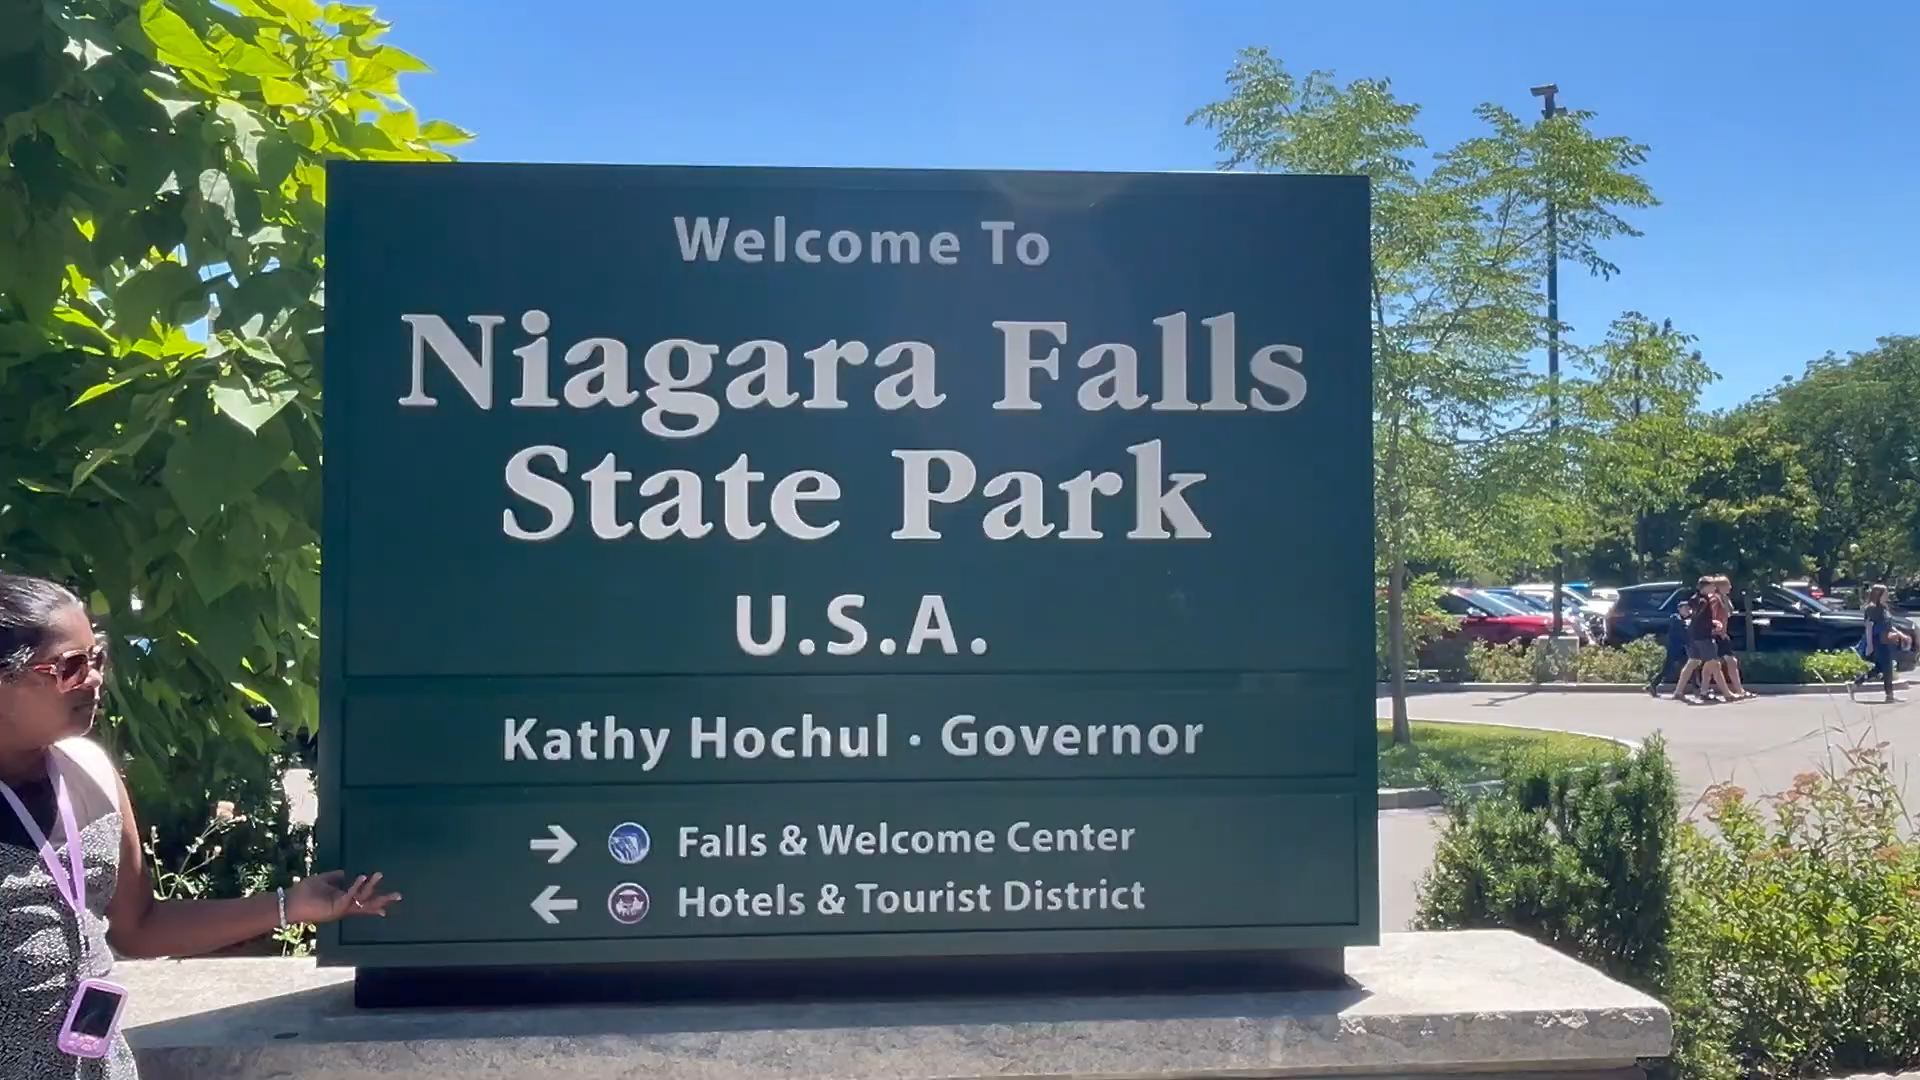 Welcome To
Niagara Falls
State Park
U.S.A.
Kathy Hochul • Governor
→ Falls & Welcome Center
← Hotels & Tourist District